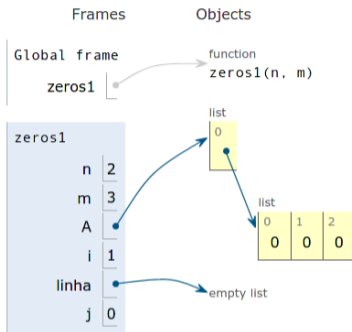 Frames Objects
Global frame
zeros1
function
zeros1(n, m)
list
0
zeros1
n 2
m 3
A
i 1
linha
j 0
list
0 1 2
0 0 0
empty list